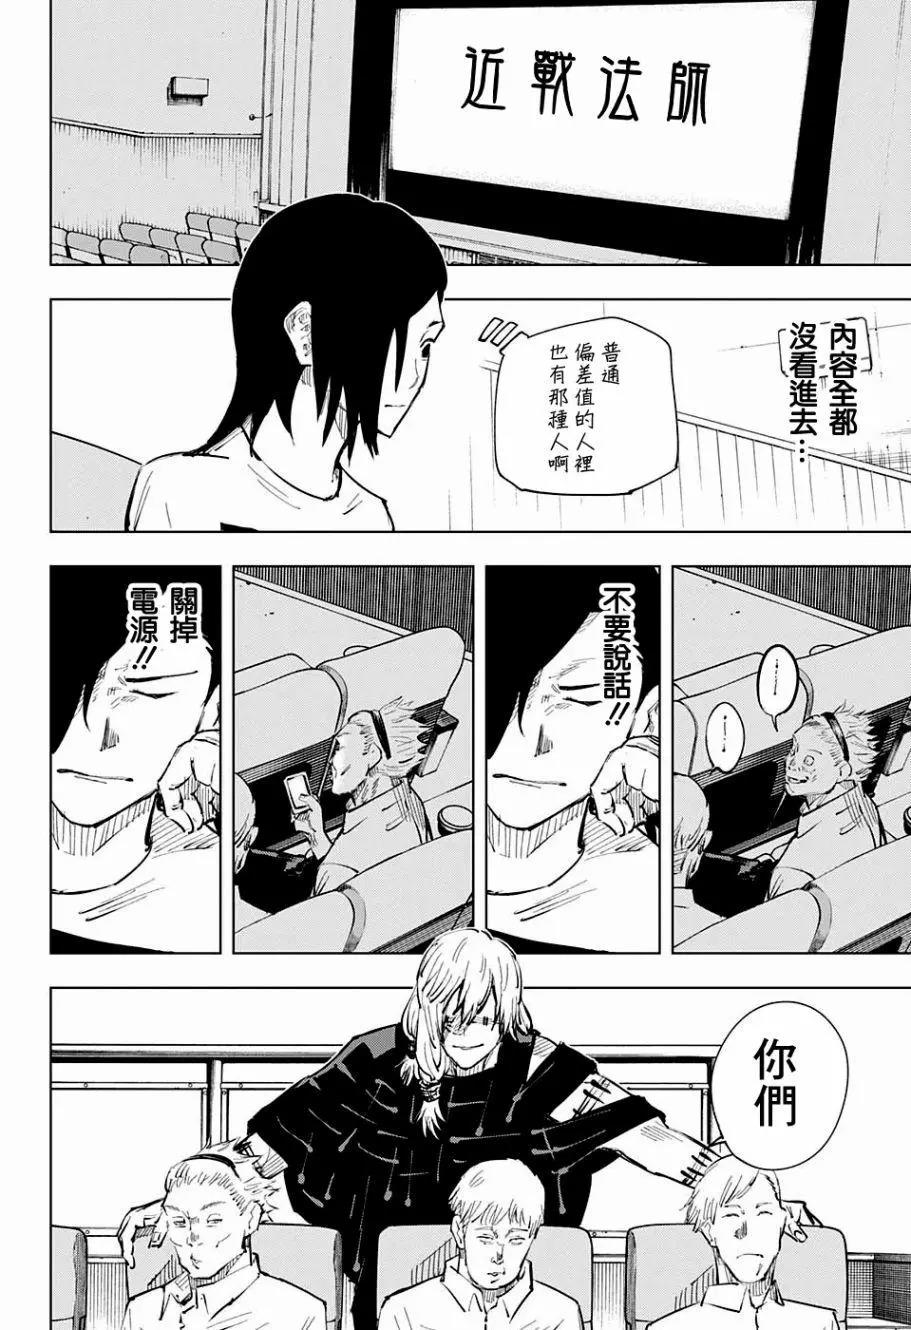 近戰法師
內容全都
沒看進去…
普通
偏差值的人裡
也有那種人啊
不要說話!!
關掉
電源!!
你們